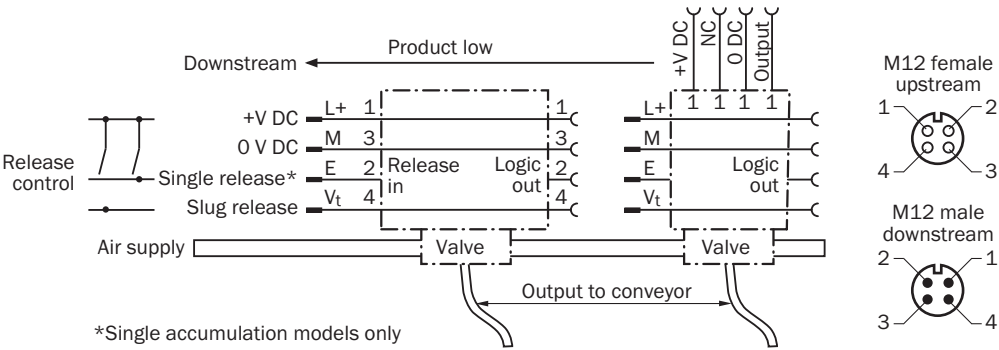 Product low
Downstream
+V DC
NC
0 DC
Output
1 1 1 1
M12 female
upstream
1 2
4 3
Release
control
+V DC L+ 1 1 L+
0 V DC M 3 3 M
Single release* E 2 Release in Logic out 2 E Logic out
Slug release Vt 4 4 Vt
M12 male
downstream
2 1
3 4
Air supply Valve Valve
Output to conveyor
*Single accumulation models only